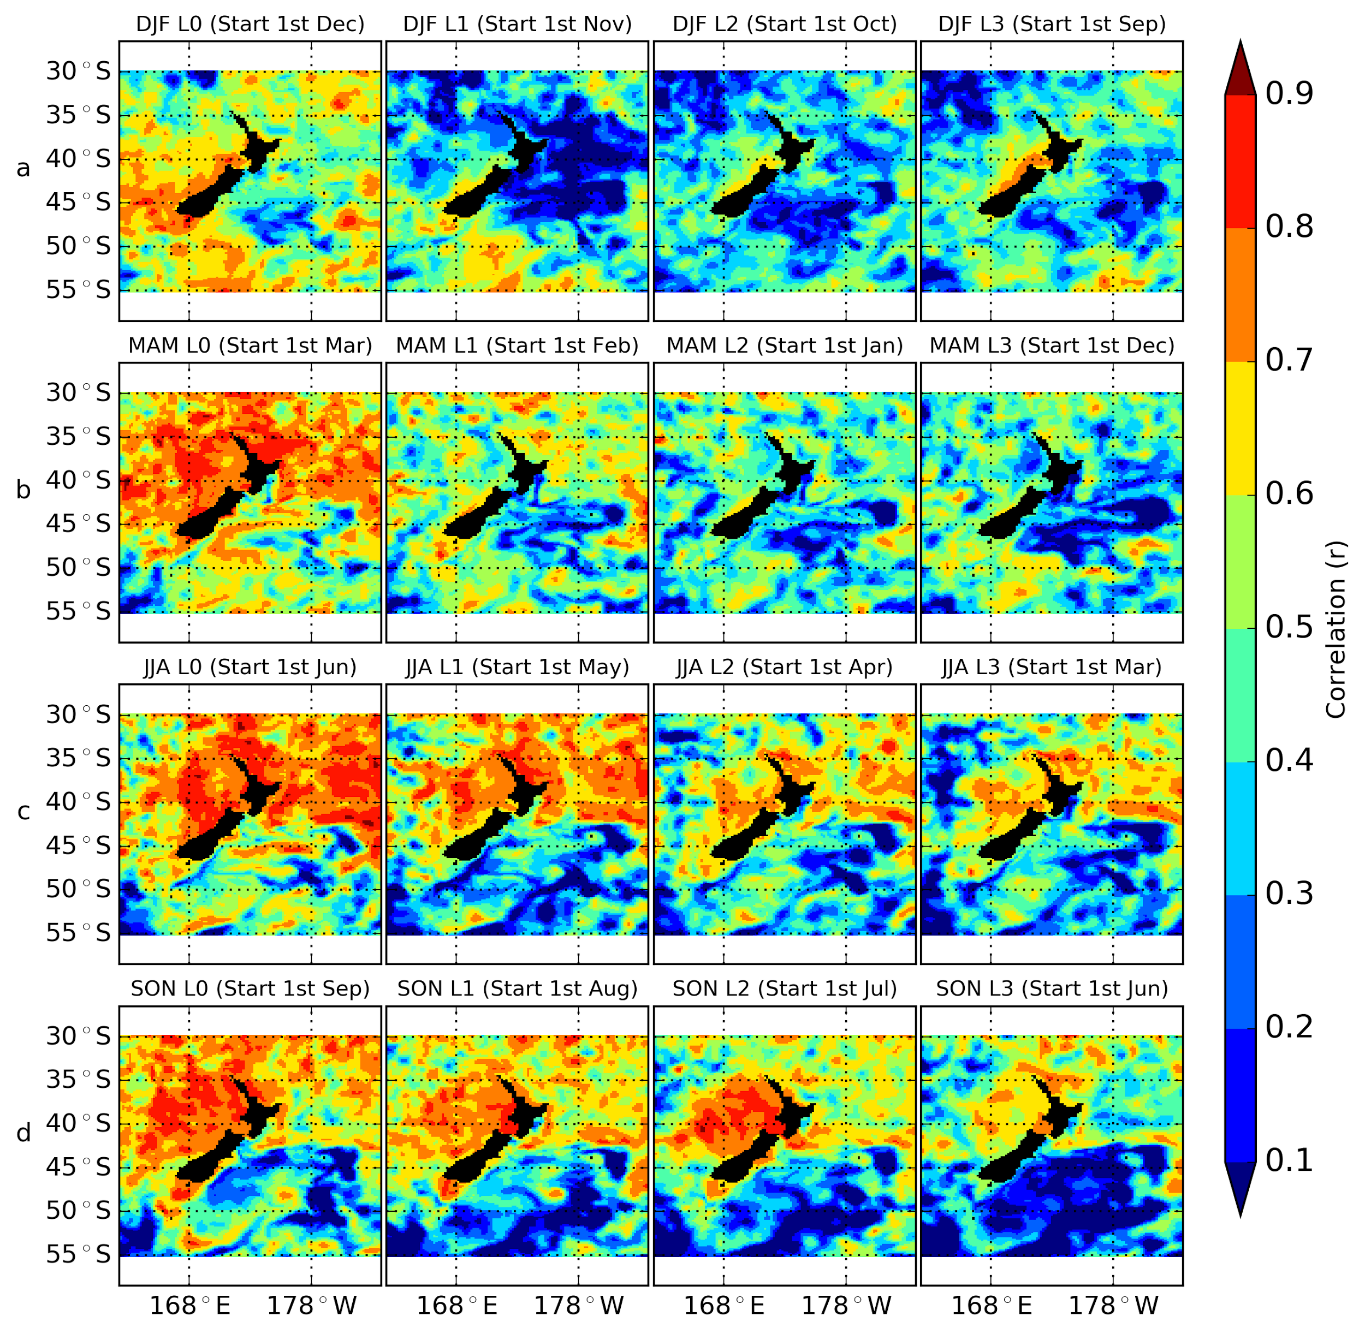 DJF L0 (Start 1st Dec) DJF L1 (Start 1st Nov) DJF L2 (Start 1st Oct) DJF L3 (Start 1st Sep)
30°S
35°S
40°S
a
45°S
50°S
55°S
MAM L0 (Start 1st Mar) MAM L1 (Start 1st Feb) MAM L2 (Start 1st Jan) MAM L3 (Start 1st Dec)
30°S
35°S
40°S
b
45°S
50°S
55°S
JJA L0 (Start 1st Jun) JJA L1 (Start 1st May) JJA L2 (Start 1st Apr) JJA L3 (Start 1st Mar)
30°S
35°S
40°S
c
45°S
50°S
55°S
SON L0 (Start 1st Sep) SON L1 (Start 1st Aug) SON L2 (Start 1st Jul) SON L3 (Start 1st Jun)
30°S
35°S
40°S
d
45°S
50°S
55°S
168°E 178°W 168°E 178°W 168°E 178°W 168°E 178°W
0.9
0.8
0.7
0.6
0.5
0.4
0.3
0.2
0.1
Correlation (r)